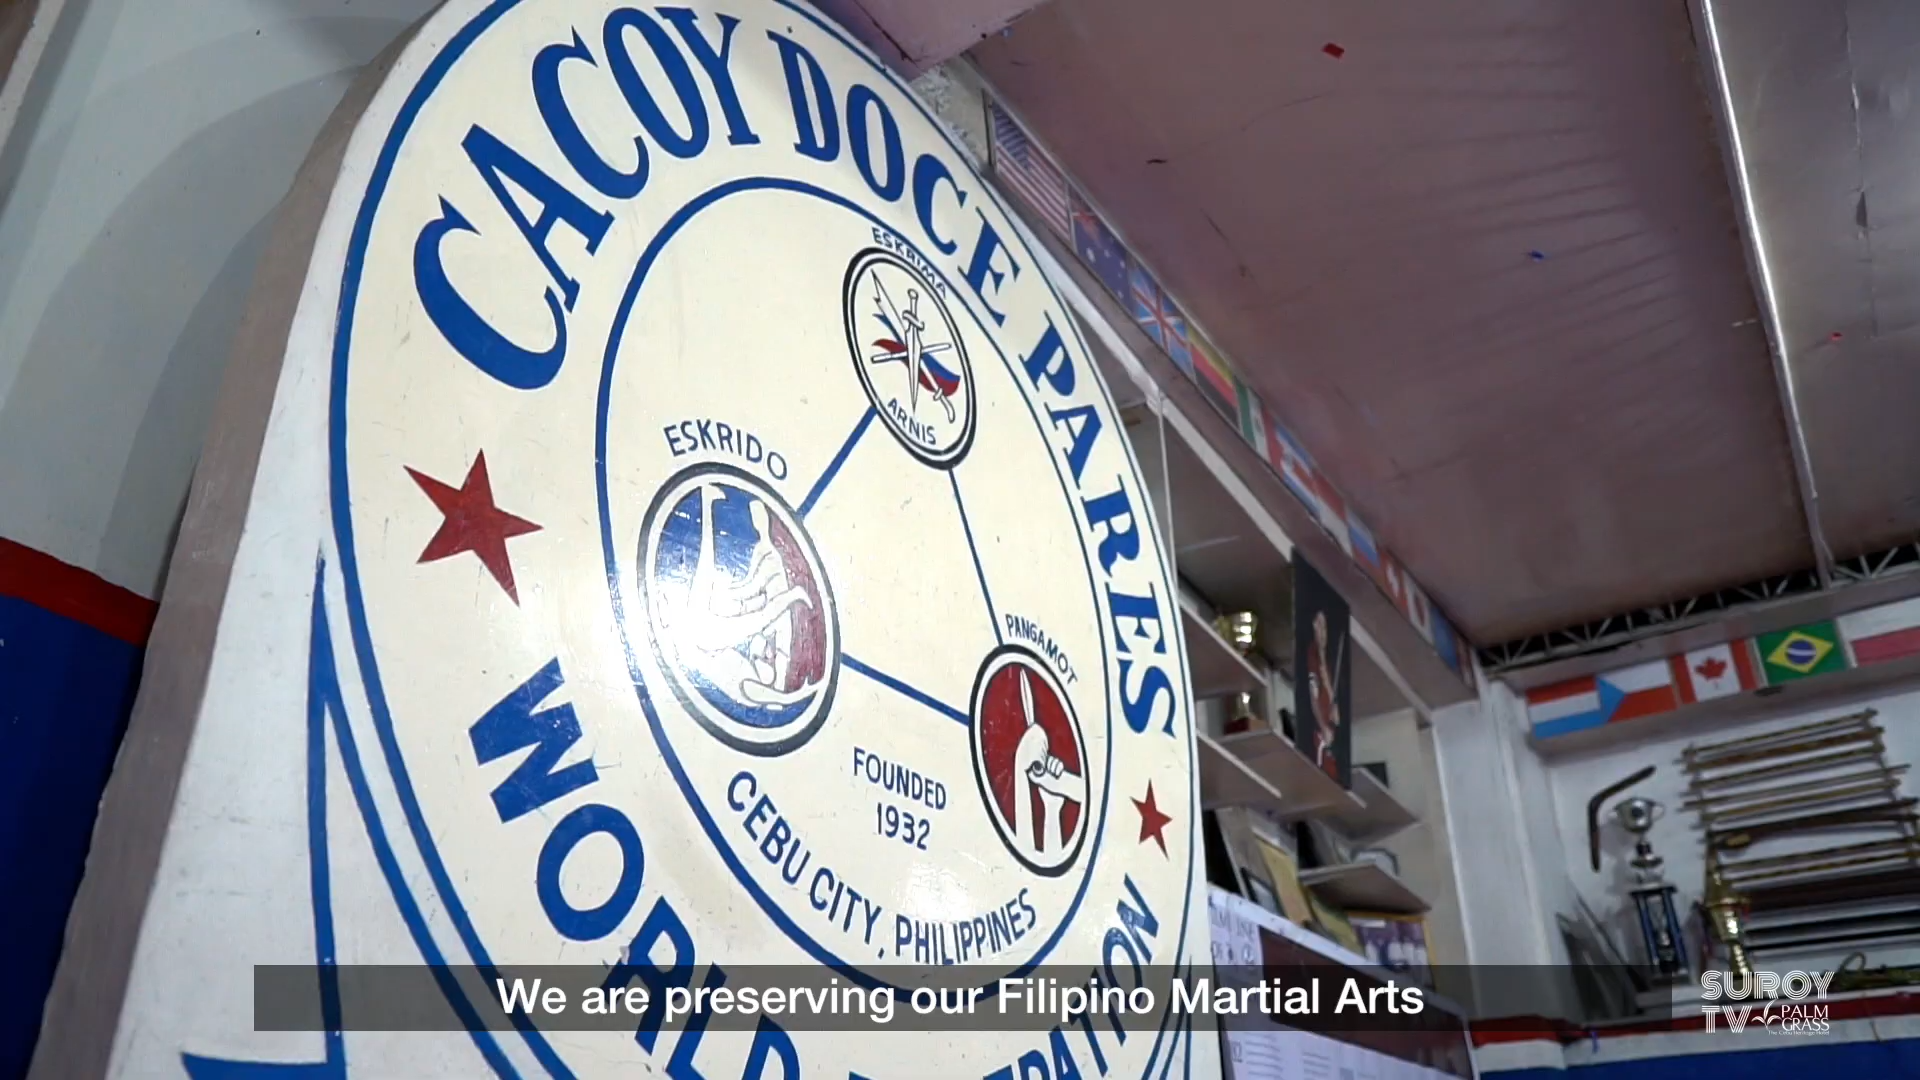 CACOY DOCE PARES
ESKRIMA
ARNIS
ESKRIDO
PANGAMOT
FOUNDED
1932
CEBU CITY, PHILIPPINES
WORLD
We are preserving our Filipino Martial Arts
SUROY
TV PALM
GRASS